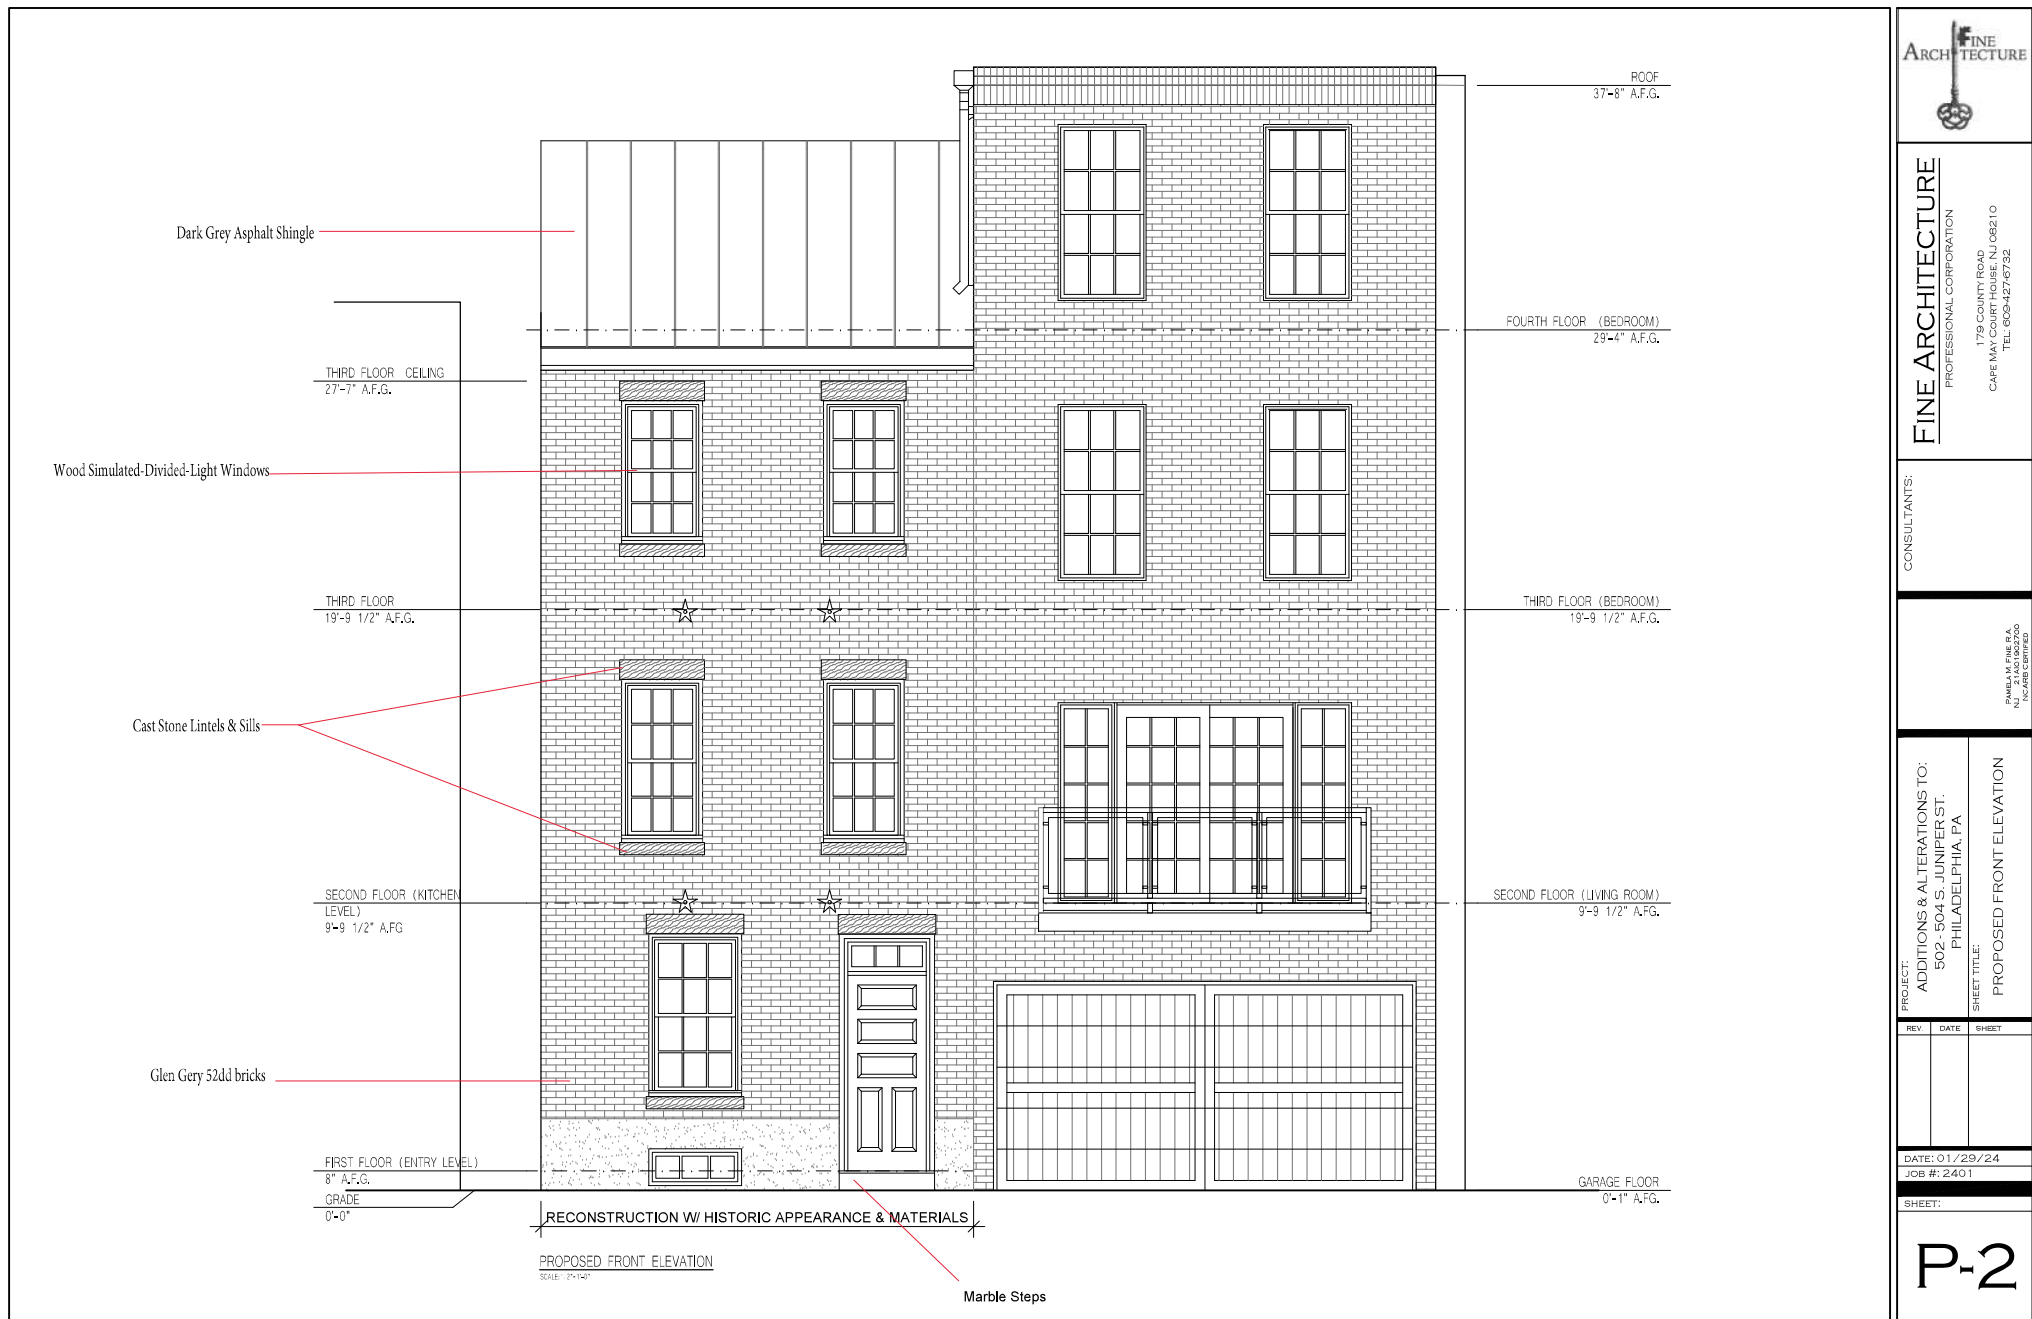 Dark Grey Asphalt Shingle
THIRD FLOOR CEILING
27'-7" A.F.G.
Wood Simulated-Divided-Light Windows
THIRD FLOOR
19'-9 1/2" A.F.G.
Cast Stone Lintels & Sills
SECOND FLOOR (KITCHEN
LEVEL)
9'-9 1/2" A.FG
Glen Gery 52dd bricks
FIRST FLOOR (ENTRY LEVEL)
8" A.F.G.
GRADE
0'-0"
ROOF
37'-8" A.F.G.
FOURTH FLOOR (BEDROOM)
29'-4" A.F.G.
THIRD FLOOR (BEDROOM)
19'-9 1/2" A.F.G.
SECOND FLOOR (LIVING ROOM)
9'-9 1/2" A.FG.
GARAGE FLOOR
0'-1" A.FG.
RECONSTRUCTION W/ HISTORIC APPEARANCE & MATERIALS
PROPOSED FRONT ELEVATION
Marble Steps
FINE
ARCHITECTURE
FINE ARCHITECTURE
PROFESSIONAL CORPORATION
179 COUNTY ROAD
CAPE MAY COURT HOUSE, NJ 08210
TEL: 609-427-6732
CONSULTANTS:
PAMELA M. FINE, R.A.
NCARB CERTIFIED
PROJECT:
ADDITIONS & ALTERATIONS TO:
502 - 504 S. JUNIPER ST.
PHILADELPHIA, PA
SHEET TITLE:
PROPOSED FRONT ELEVATION
REV. DATE SHEET
DATE: 01/29/24
JOB #: 2401
SHEET:
P-2